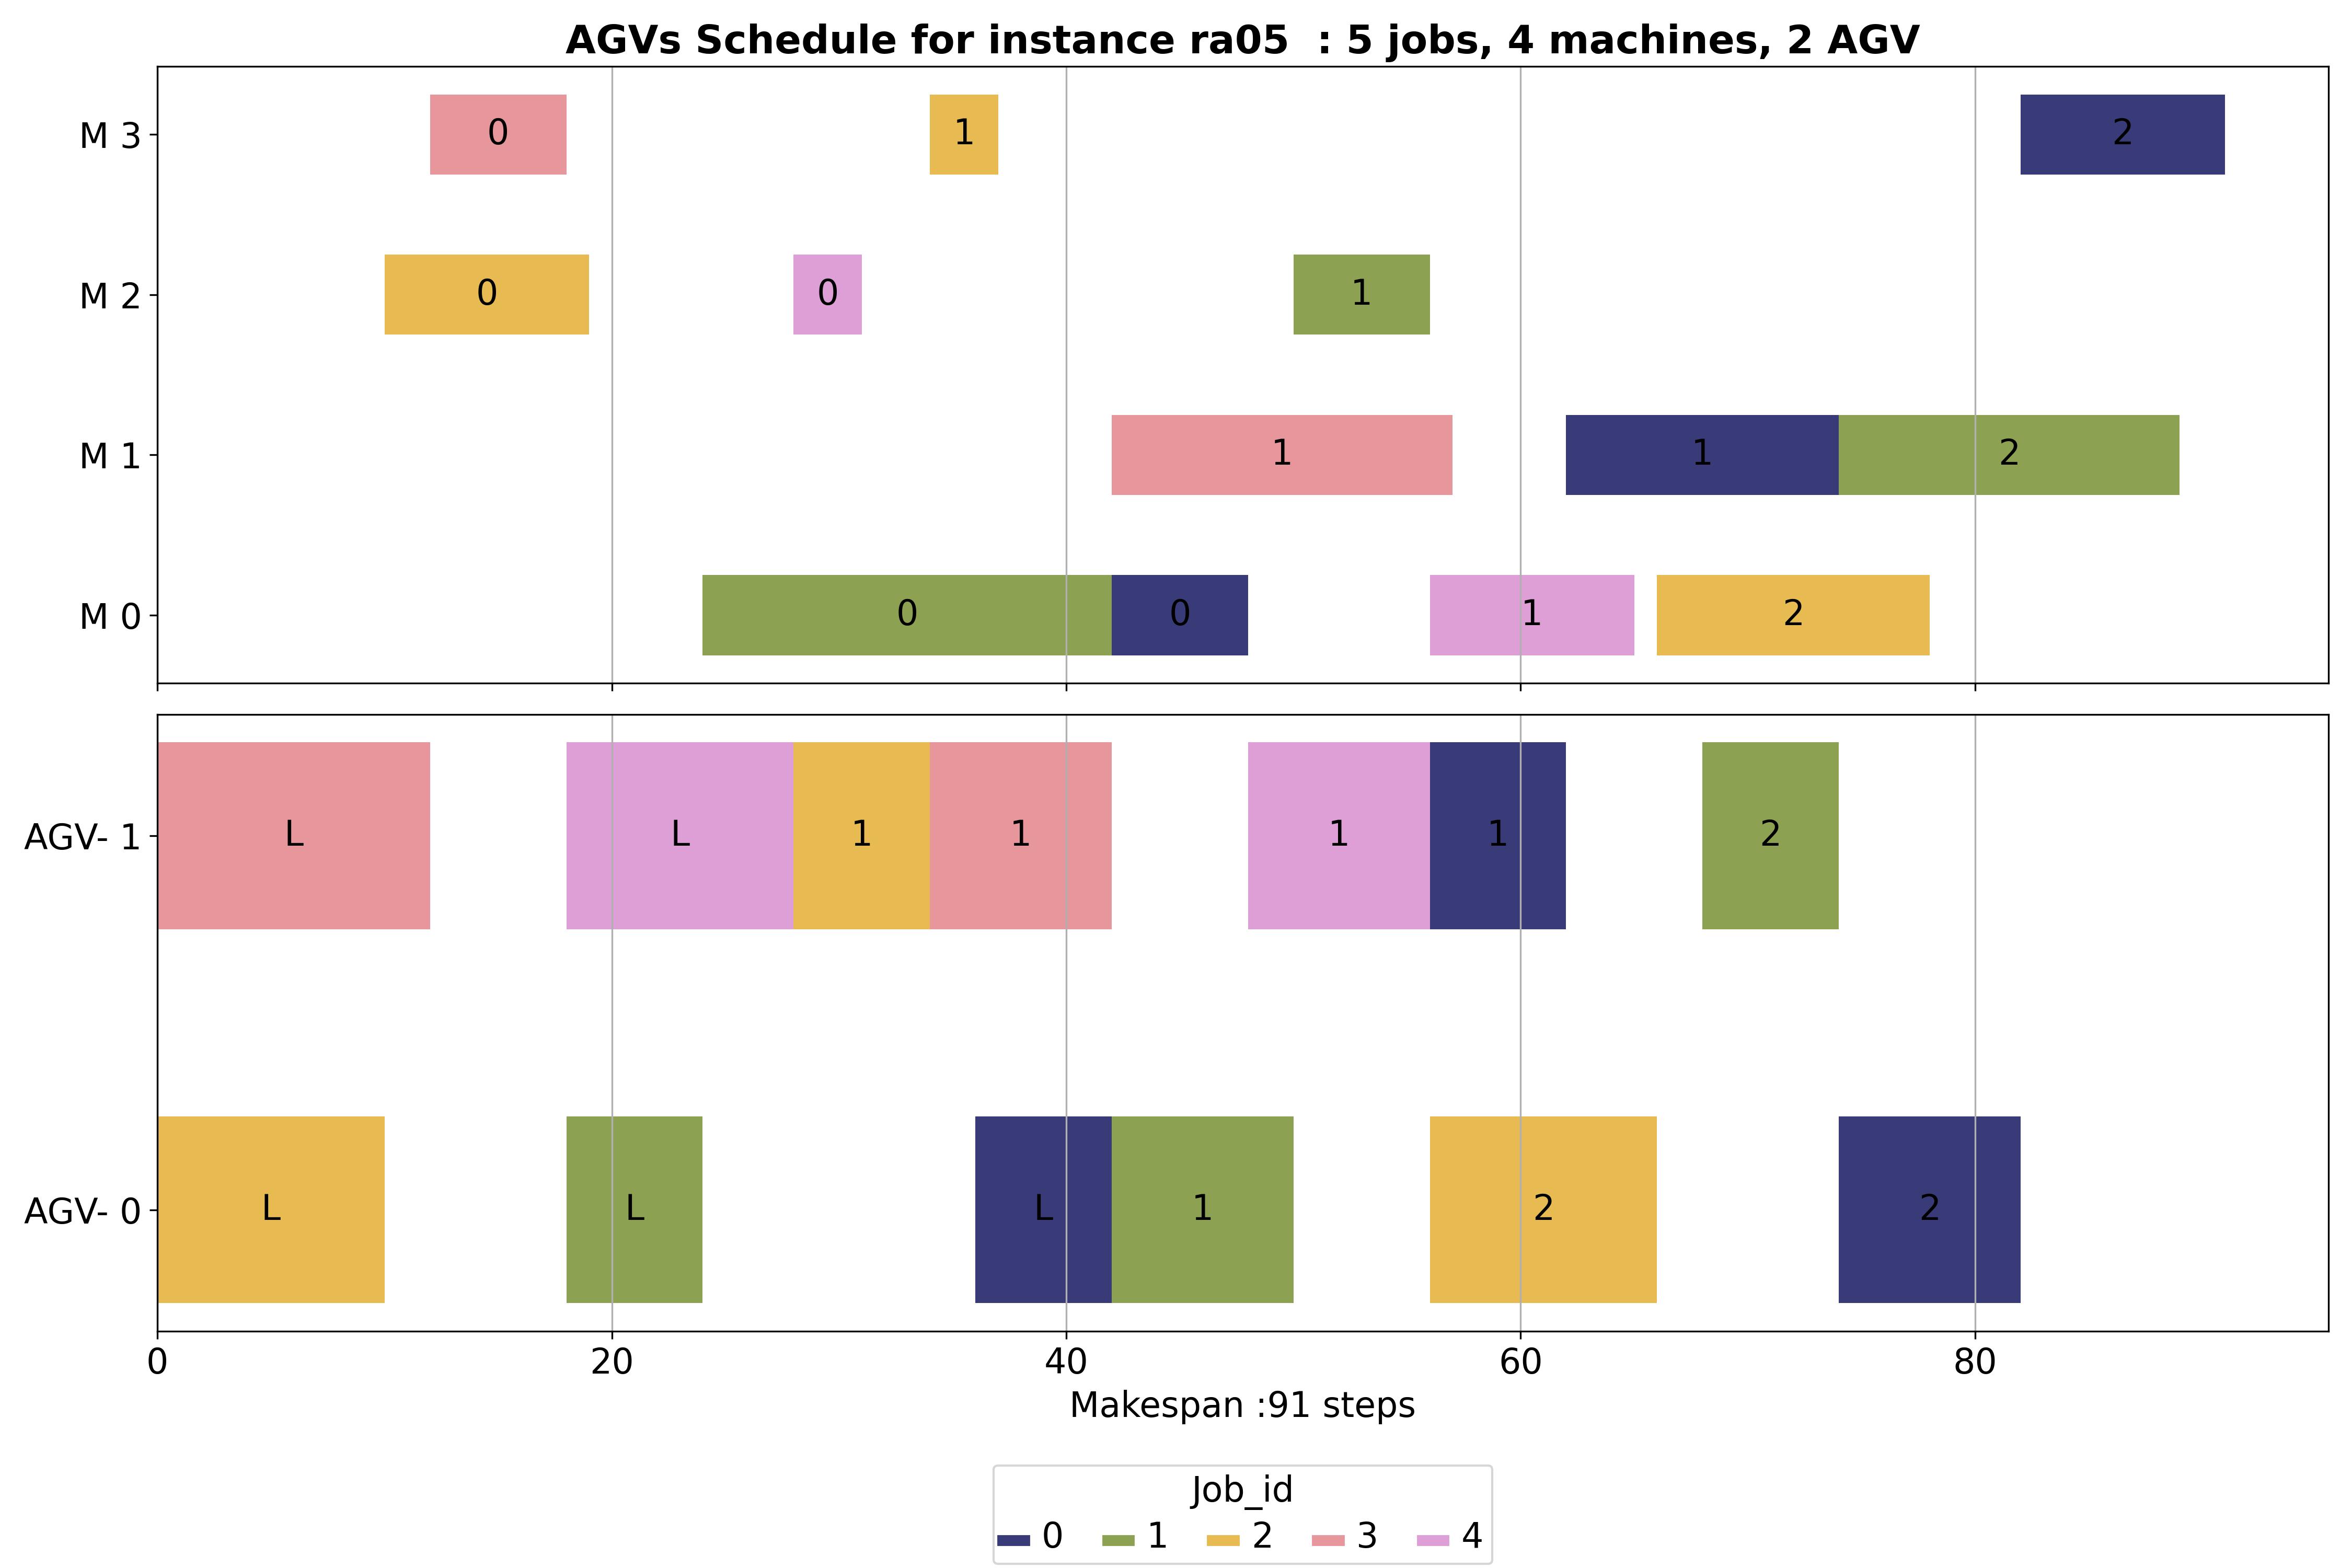 AGVs Schedule for instance ra05  : 5 jobs, 4 machines, 2 AGV
M 3
0
1
2
M 2
0
0
1
M 1
1
1
2
M 0
0
0
1
2
AGV- 1
L
L
1
1
1
1
2
AGV- 0
L
L
L
1
2
2
0 20 40 60 80
Makespan :91 steps
Job_id
0 1 2 3 4